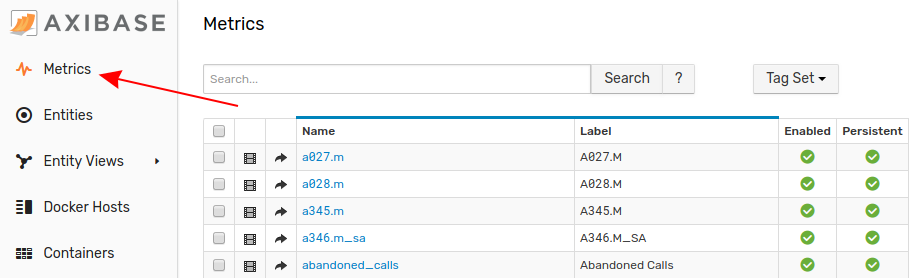 AXIBASE
Metrics
Entities
Entity Views
Docker Hosts
Containers
Metrics
Search... Search ? Tag Set
Name Label Enabled Persistent
a027.m A027.M
a028.m A028.M
a345.m A345.M
a346.m_sa A346.M_SA
abandoned_calls Abandoned Calls